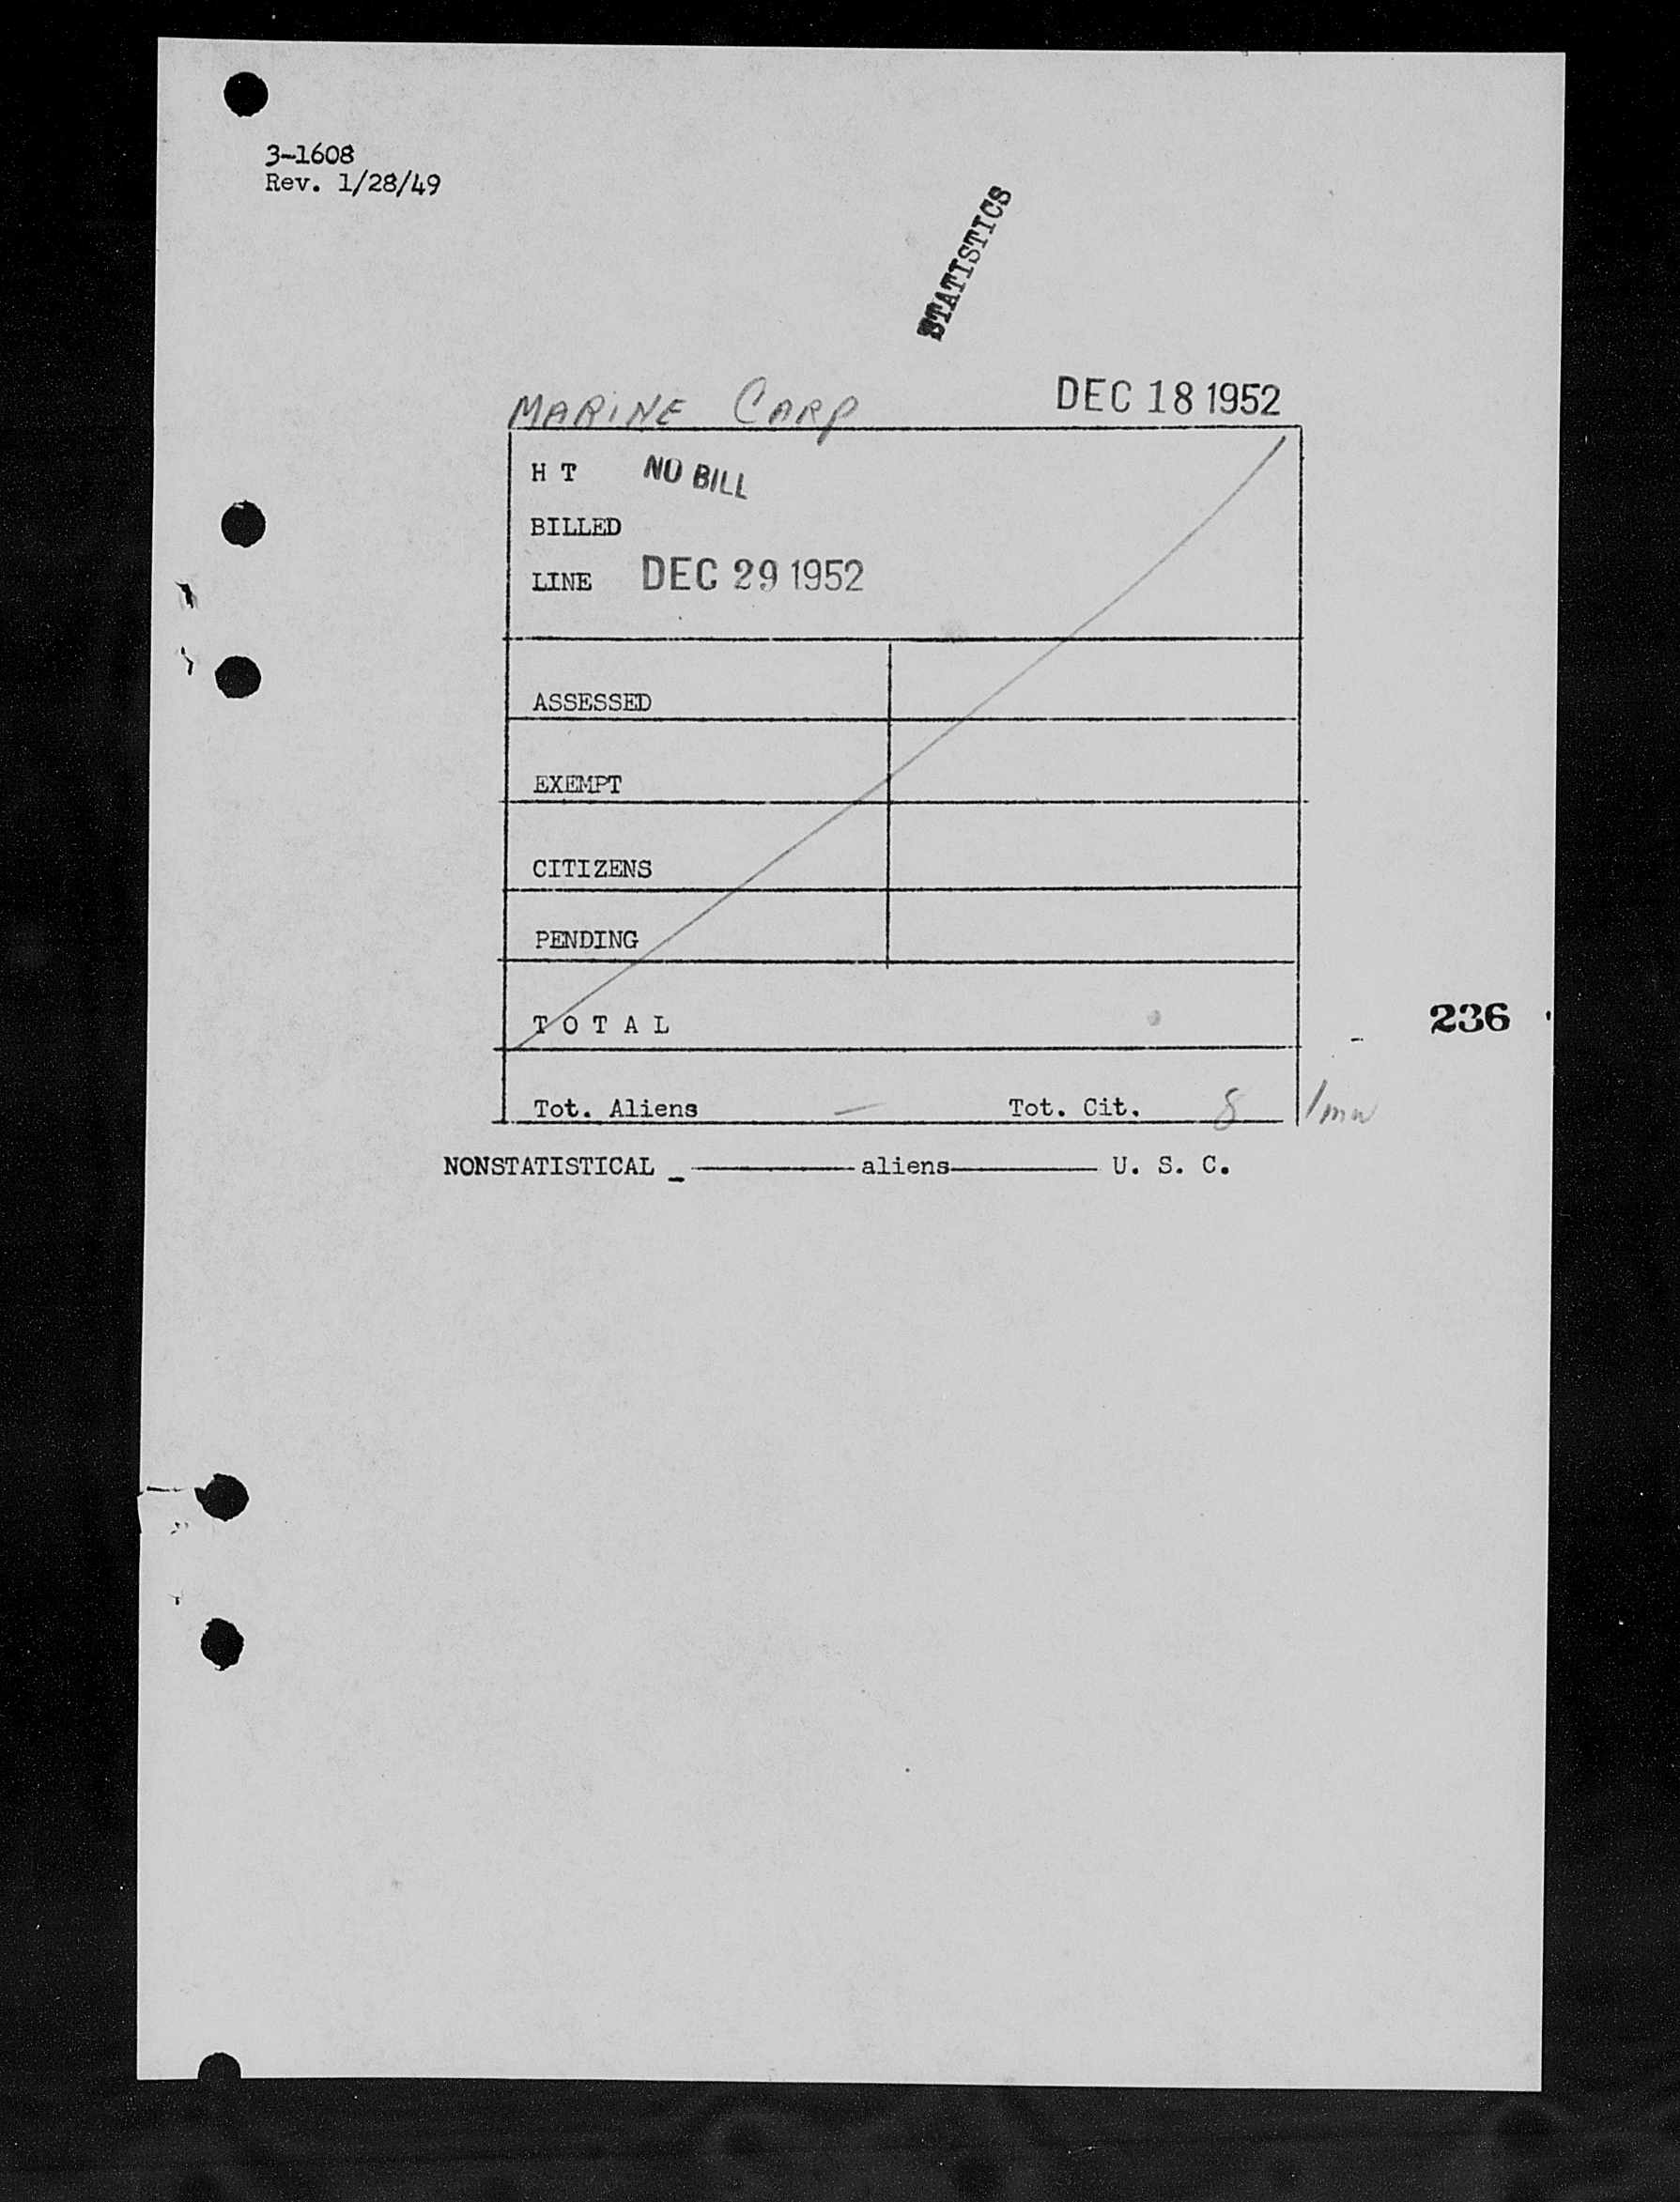 3-1608
Rev. 1/28/49
STATISTICS
MARINE CARP DEC 18 1952
H T NO BILL
BILLED
LINE DEC 29 1952
ASSESSED
EXEMPT
CITIZENS
PENDING
T O T A L
236
Tot. Aliens — Tot. Cit. 8
NONSTATISTICAL aliens U. S. C.